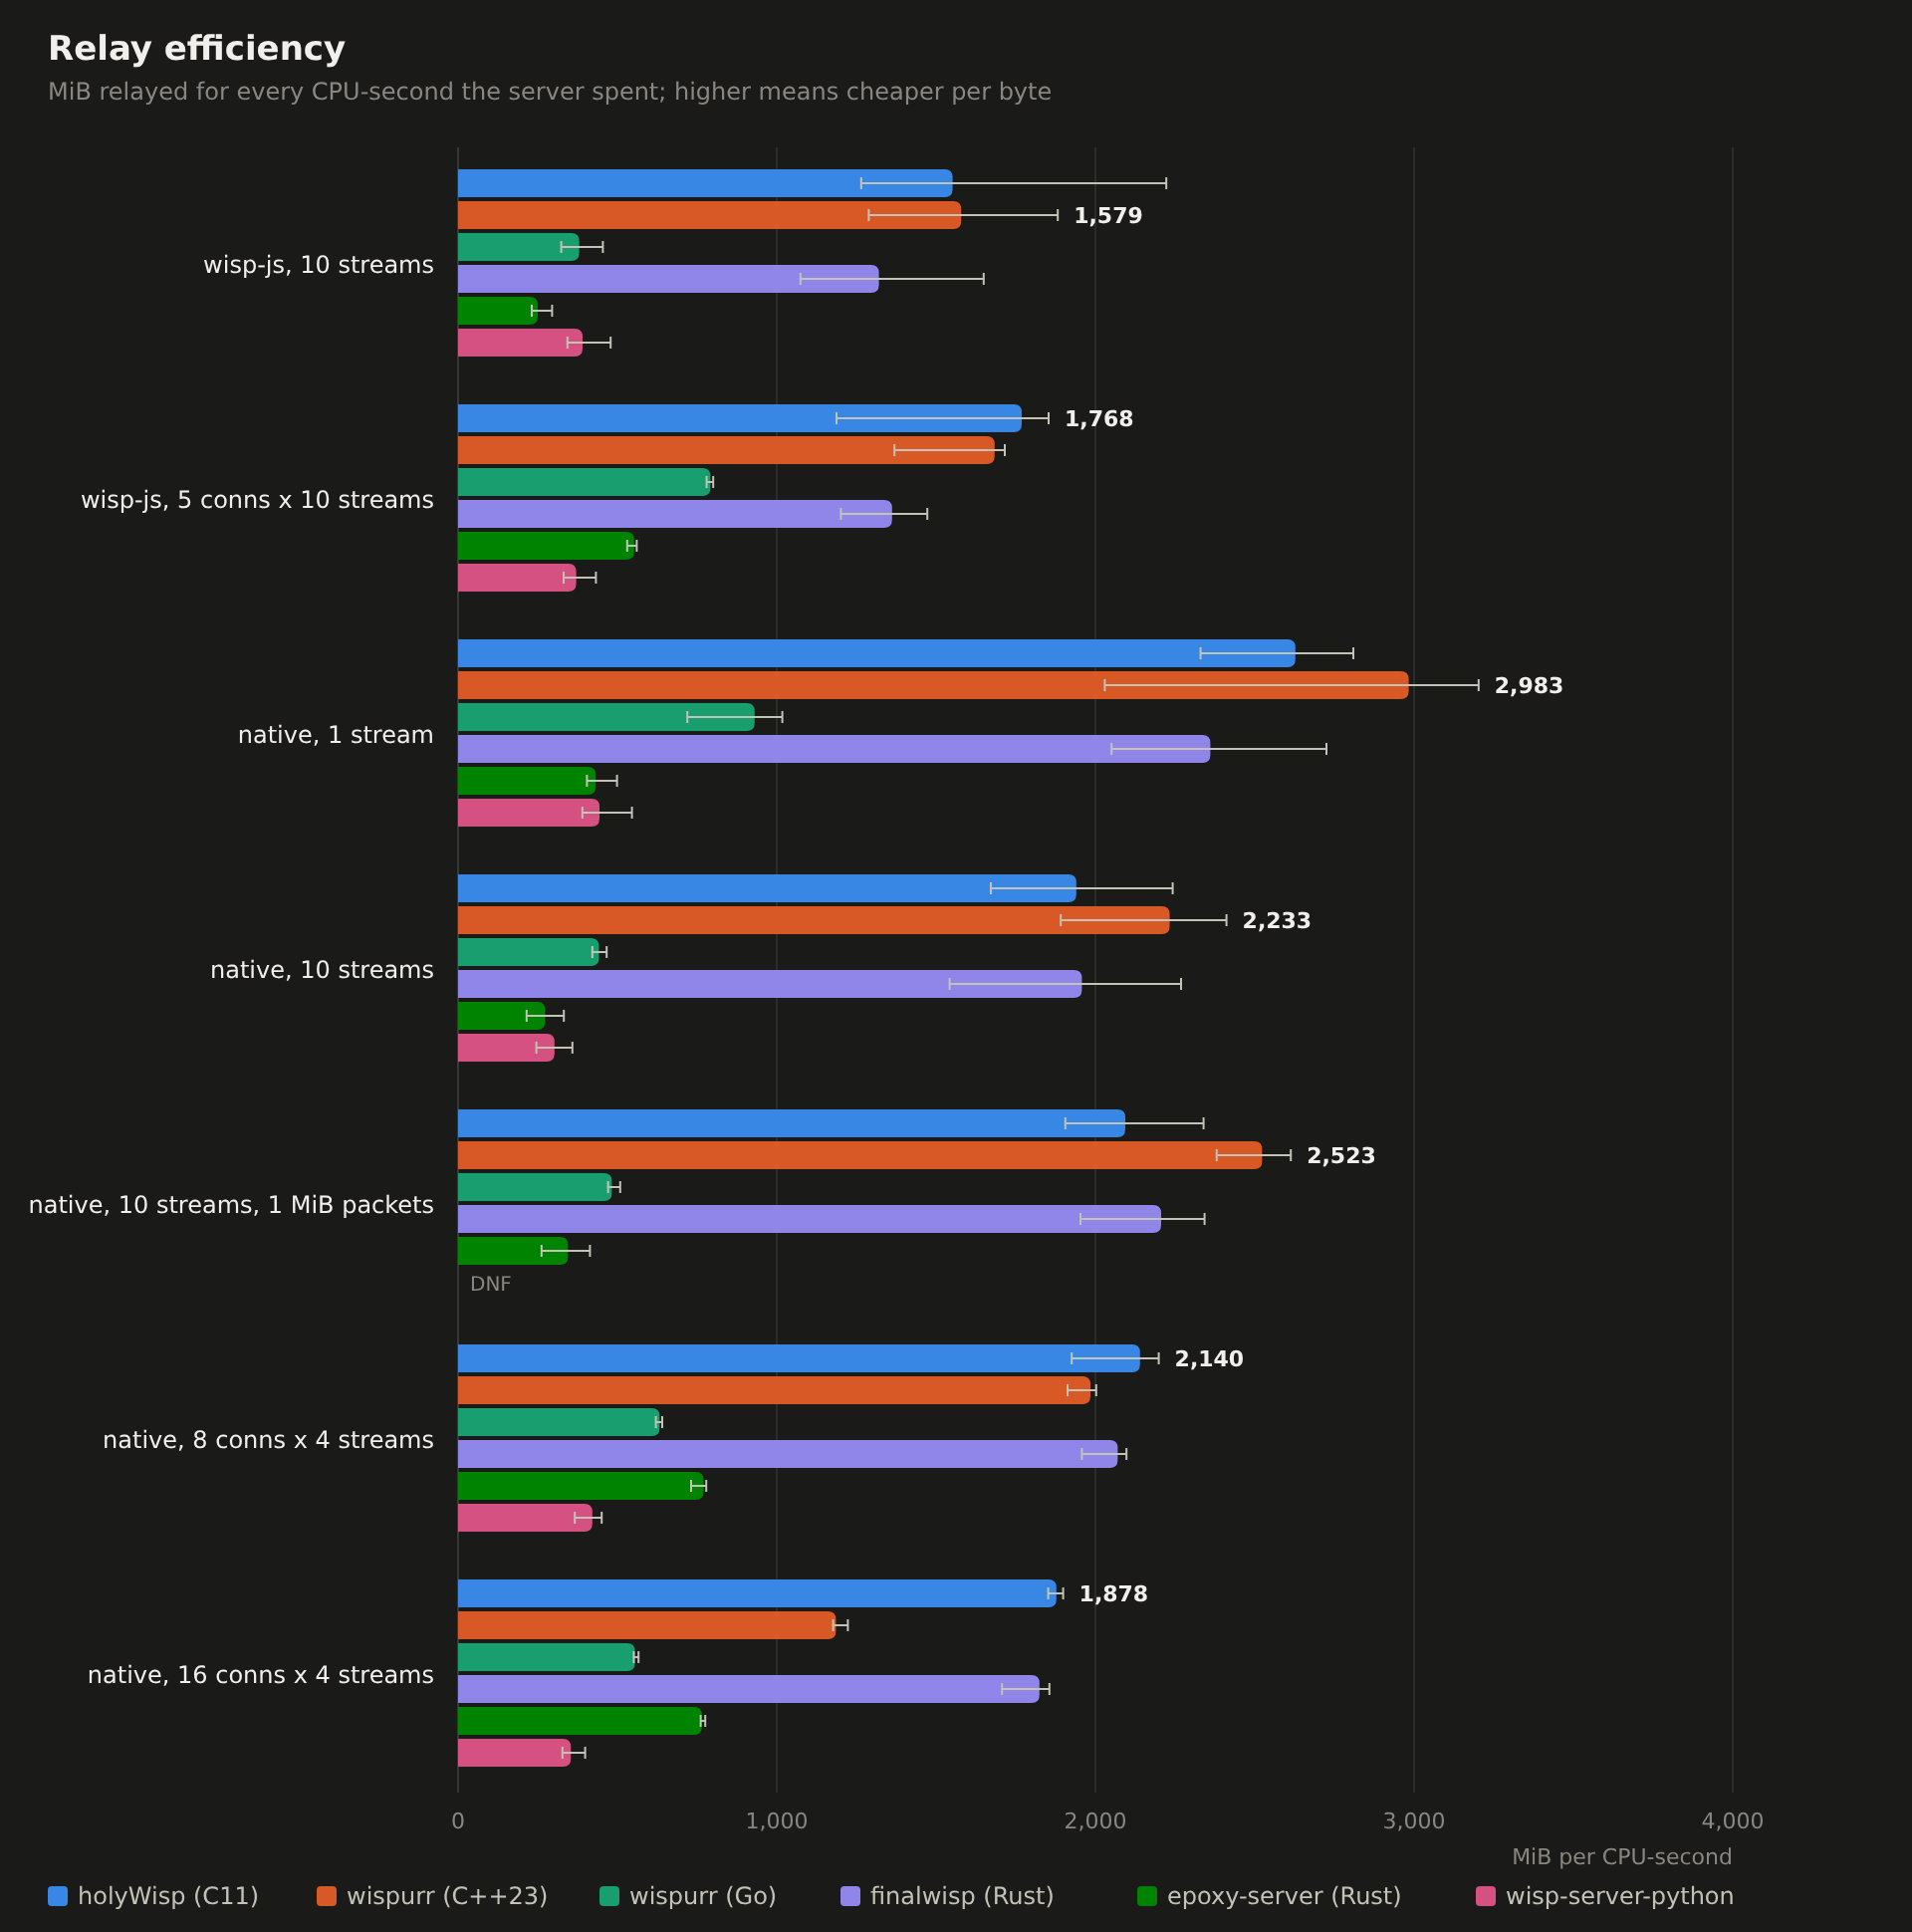 Relay efficiency
MiB relayed for every CPU-second the server spent; higher means cheaper per byte
wisp-js, 10 streams
1,579
wisp-js, 5 conns x 10 streams
1,768
native, 1 stream
2,983
native, 10 streams
2,233
native, 10 streams, 1 MiB packets
2,523
DNF
native, 8 conns x 4 streams
2,140
native, 16 conns x 4 streams
1,878
0 1,000 2,000 3,000 4,000
MiB per CPU-second
holyWisp (C11) wispurr (C++23) wispurr (Go) finalwisp (Rust) epoxy-server (Rust) wisp-server-python